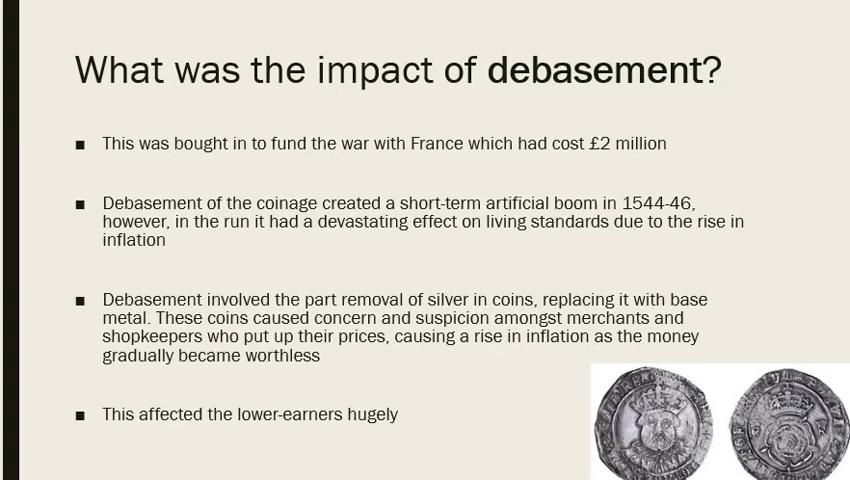 What was the impact of debasement?
■ This was bought in to fund the war with France which had cost £2 million
■ Debasement of the coinage created a short-term artificial boom in 1544-46,
however, in the run it had a devastating effect on living standards due to the rise in
inflation
■ Debasement involved the part removal of silver in coins, replacing it with base
metal. These coins caused concern and suspicion amongst merchants and
shopkeepers who put up their prices, causing a rise in inflation as the money
gradually became worthless
■ This affected the lower-earners hugely